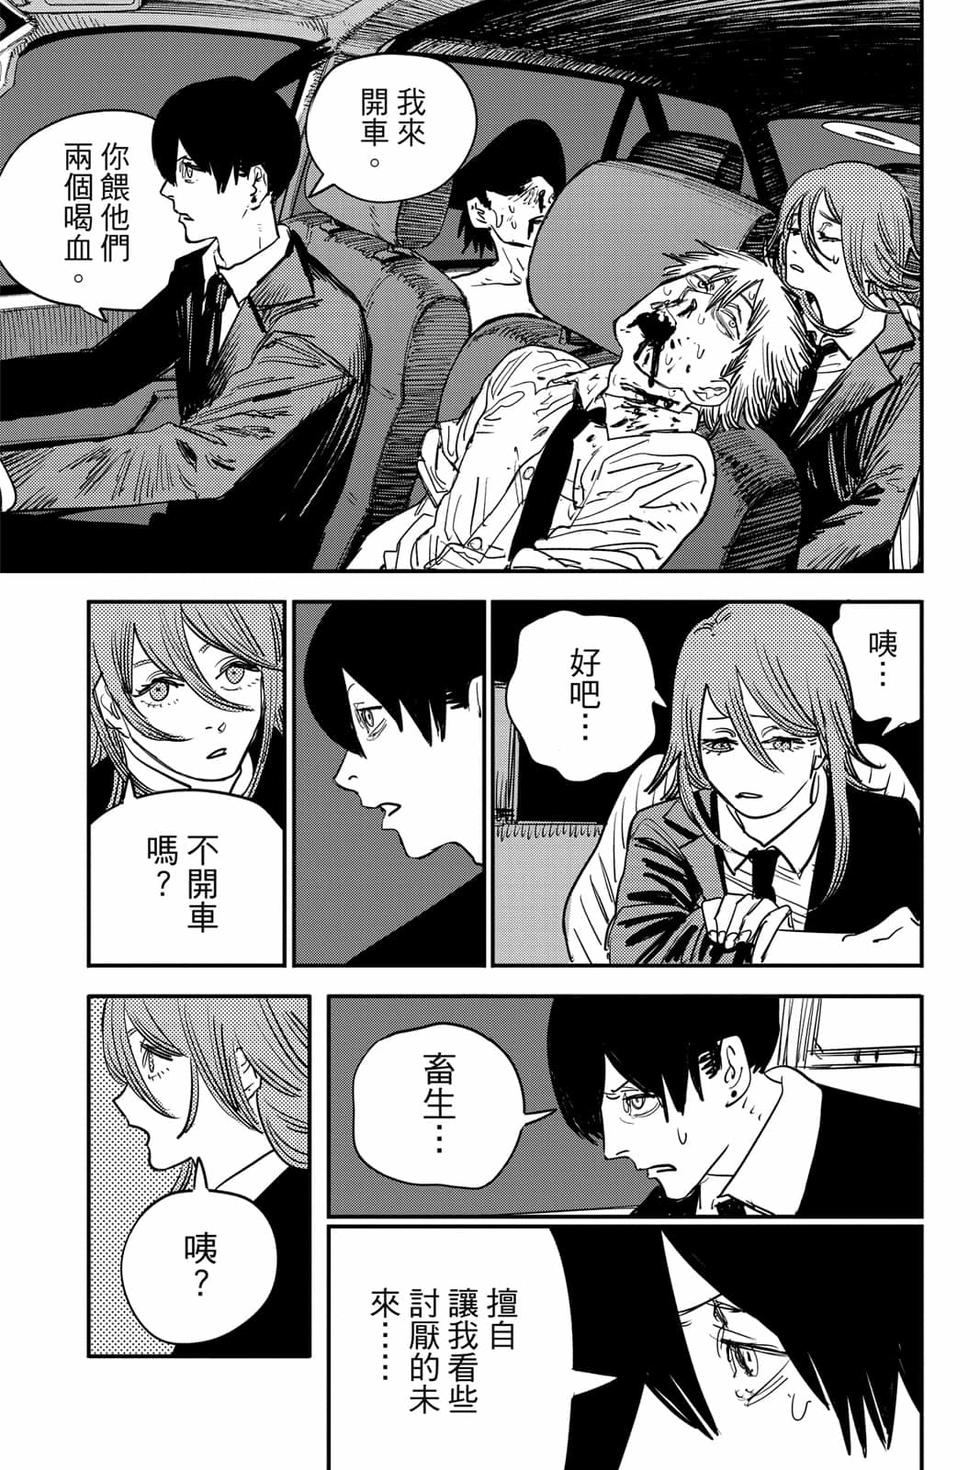 我來
開車。
你餵他們
兩個喝血。
咦…
好吧…
不開車
嗎？
畜生…
擅自
讓我看些
討厭的未
來……
咦？